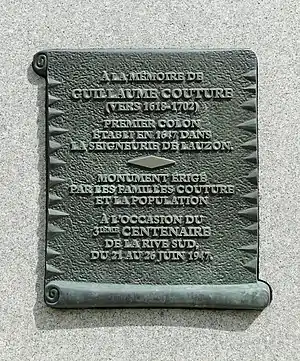 À LA MÉMOIRE DE
GUILLAUME COUTURE
(VERS 1618-1702)
PREMIER COLON
ÉTABLI EN 1647 DANS
LA SEIGNEURIE DE LAUZON.
MONUMENT ÉRIGÉ
PAR LES FAMILLES COUTURE
ET LA POPULATION
À L'OCCASION DU
3IÈME CENTENAIRE
DE LA RIVE SUD,
DU 21 AU 26 JUIN 1947.